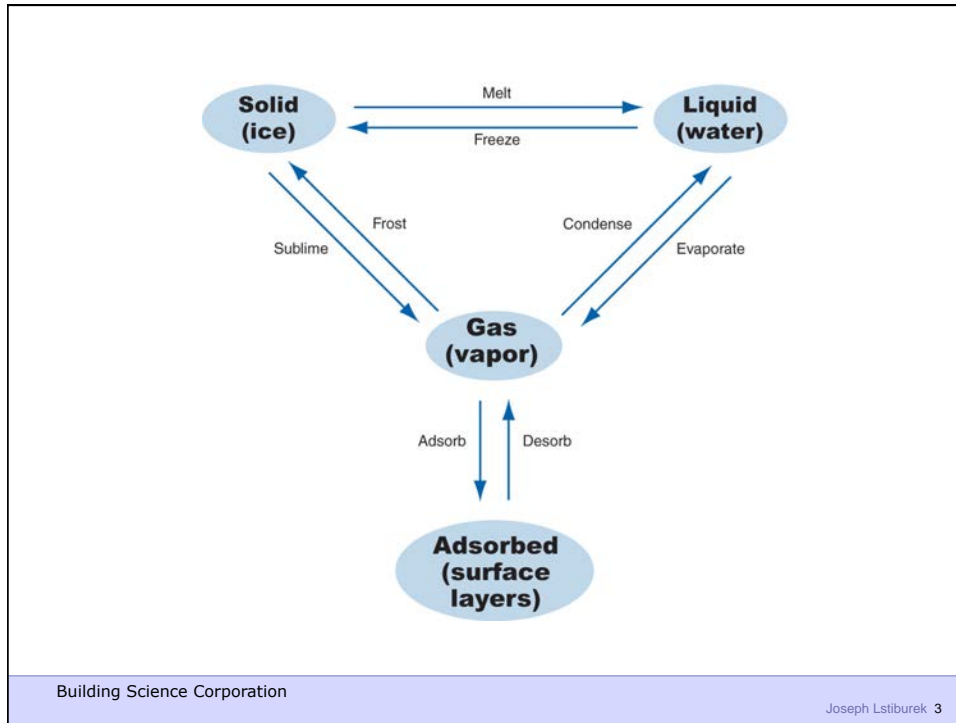 Solid
(ice)
Melt
Freeze
Liquid
(water)
Frost
Sublime
Condense
Evaporate
Gas
(vapor)
Adsorb
Desorb
Adsorbed
(surface
layers)
Building Science Corporation
Joseph Lstiburek 3